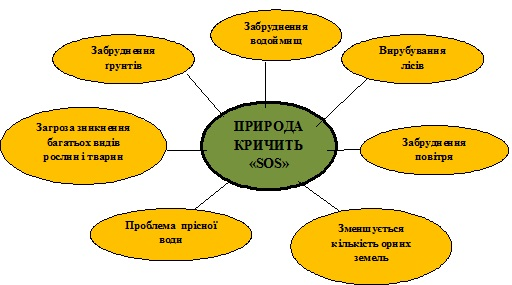 Забруднення
водоймищ
Забруднення
ґрунтів
Вирубування
лісів
Загроза зникнення
багатьох видів
рослин і тварин
ПРИРОДА
КРИЧИТЬ
«SOS»
Забруднення
повітря
Проблема прісної
води
Зменшується
кількість орних
земель